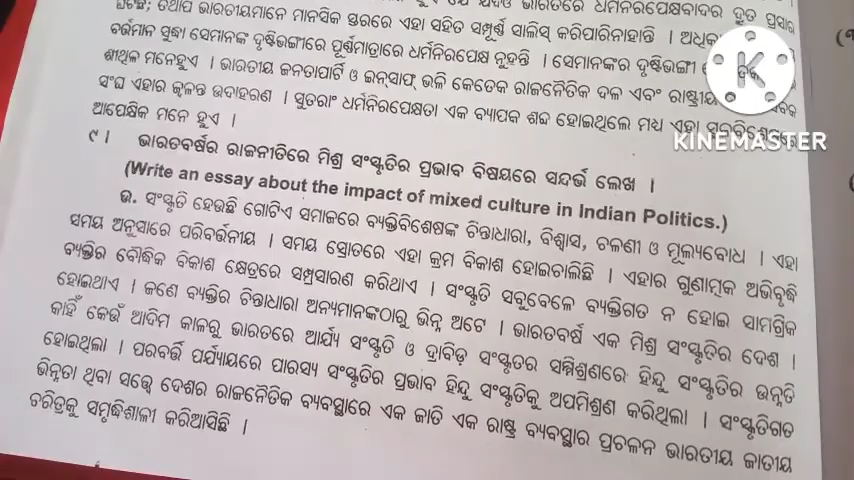 ଘଟିଛି; ତଥାପି ଭାରତୀୟମାନେ ମାନସିକ ସ୍ତରରେ ଏହା ସହିତ ସମ୍ପୂର୍ଣ୍ଣ ସାଲିସ୍ କରିପାରିନାହାନ୍ତି ।
ବର୍ତ୍ତମାନ ସୁଦ୍ଧା ସେମାନଙ୍କ ଦୃଷ୍ଟିଭଙ୍ଗୀରେ ପୂର୍ଣ୍ଣମାତ୍ରାରେ ଧର୍ମନିରପେକ୍ଷ ନୁହନ୍ତି । ସେମାନଙ୍କର ଦୃଷ୍ଟିଭଙ୍ଗୀ
ଶୀଥିଳ ମନେହୁଏ । ଭାରତୀୟ ଜନତାପାର୍ଟି ଓ ଇନ୍‌ସାଫ୍ ଭଳି କେତେକ ରାଜନୈତିକ ଦଳ ଏବଂ ରାଷ୍ଟ୍ରୀୟ
ସଂଘ ଏହାର ଜ୍ୱଳନ୍ତ ଉଦାହରଣ । ସୁତରାଂ ଧର୍ମନିରପେକ୍ଷତା ଏକ ବ୍ୟାପକ ଶବ୍ଦ ହୋଇଥିଲେ ମଧ୍ୟ ଏହା
ଆପେକ୍ଷିକ ମନେ ହୁଏ ।
୯ । ଭାରତବର୍ଷର ରାଜନୀତିରେ ମିଶ୍ର ସଂସ୍କୃତିର ପ୍ରଭାବ ବିଷୟରେ ସନ୍ଦର୍ଭ ଲେଖ ।
(Write an essay about the impact of mixed culture in Indian Politics.)
ଉ. ସଂସ୍କୃତି ହେଉଛି ଗୋଟିଏ ସମାଜରେ ବ୍ୟକ୍ତିବିଶେଷଙ୍କ ଚିନ୍ତାଧାରା, ବିଶ୍ୱାସ, ଚଳଣୀ ଓ ମୂଲ୍ୟବୋଧ । ଏହା
ସମୟ ଅନୁସାରେ ପରିବର୍ତ୍ତନୀୟ । ସମୟ ସ୍ରୋତରେ ଏହା କ୍ରମ ବିକାଶ ହୋଇଚାଲିଛି । ଏହାର ଗୁଣାତ୍ମକ ଅଭିବୃଦ୍ଧି
ବ୍ୟକ୍ତିର ବୌଦ୍ଧିକ ବିକାଶ କ୍ଷେତ୍ରରେ ସମ୍ପ୍ରସାରଣ କରିଥାଏ । ସଂସ୍କୃତି ସବୁବେଳେ ବ୍ୟକ୍ତିଗତ ନ ହୋଇ ସାମଗ୍ରିକ
ହୋଇଥାଏ । ଜଣେ ବ୍ୟକ୍ତିର ଚିନ୍ତାଧାରା ଅନ୍ୟମାନଙ୍କଠାରୁ ଭିନ୍ନ ଅଟେ । ଭାରତବର୍ଷ ଏକ ମିଶ୍ର ସଂସ୍କୃତିର ଦେଶ ।
କାହିଁ କେଉଁ ଆଦିମ କାଳରୁ ଭାରତରେ ଆର୍ଯ୍ୟ ସଂସ୍କୃତି ଓ ଦ୍ରାବିଡ଼ ସଂସ୍କୃତର ସମ୍ମିଶ୍ରଣରେ ହିନ୍ଦୁ ସଂସ୍କୃତିର ଉନ୍ନତି
ହୋଇଥିଲା । ପରବର୍ତ୍ତି ପର୍ଯ୍ୟାୟରେ ପାରସ୍ୟ ସଂସ୍କୃତିର ପ୍ରଭାବ ହିନ୍ଦୁ ସଂସ୍କୃତିକୁ ଅପମିଶ୍ରଣ କରିଥିଲା । ସଂସ୍କୃତିଗତ
ଭିନ୍ନତା ଥିବା ସତ୍ତ୍ୱେ ଦେଶର ରାଜନୈତିକ ବ୍ୟବସ୍ଥାରେ ଏକ ଜାତି ଏକ ରାଷ୍ଟ୍ର ବ୍ୟବସ୍ଥାର ପ୍ରଚଳନ ଭାରତୀୟ ଜାତୀୟ
ଚରିତ୍ରକୁ ସମୃଦ୍ଧିଶାଳୀ କରିଆସିଛି ।
KINEMASTER